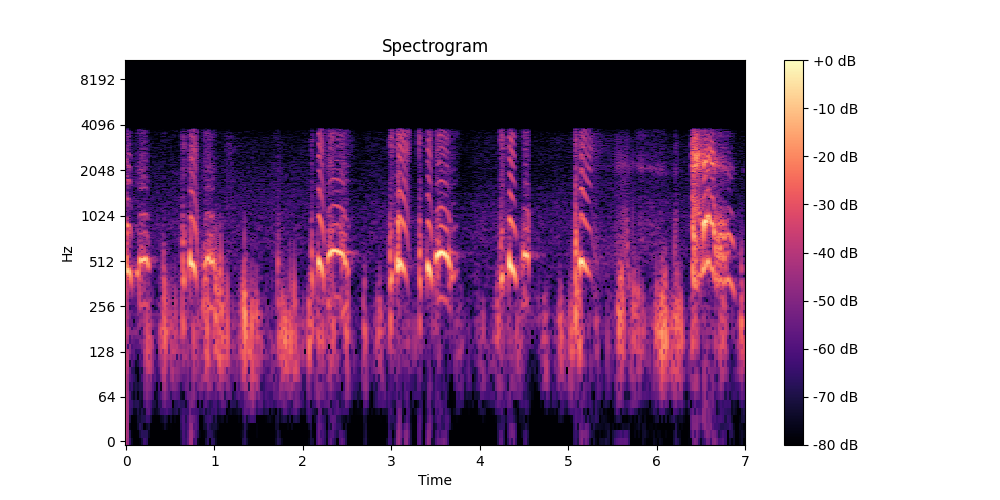 Spectrogram
8192
4096
2048
1024
512
256
128
64
0
Hz
0 1 2 3 4 5 6 7
Time
+0 dB
-10 dB
-20 dB
-30 dB
-40 dB
-50 dB
-60 dB
-70 dB
-80 dB